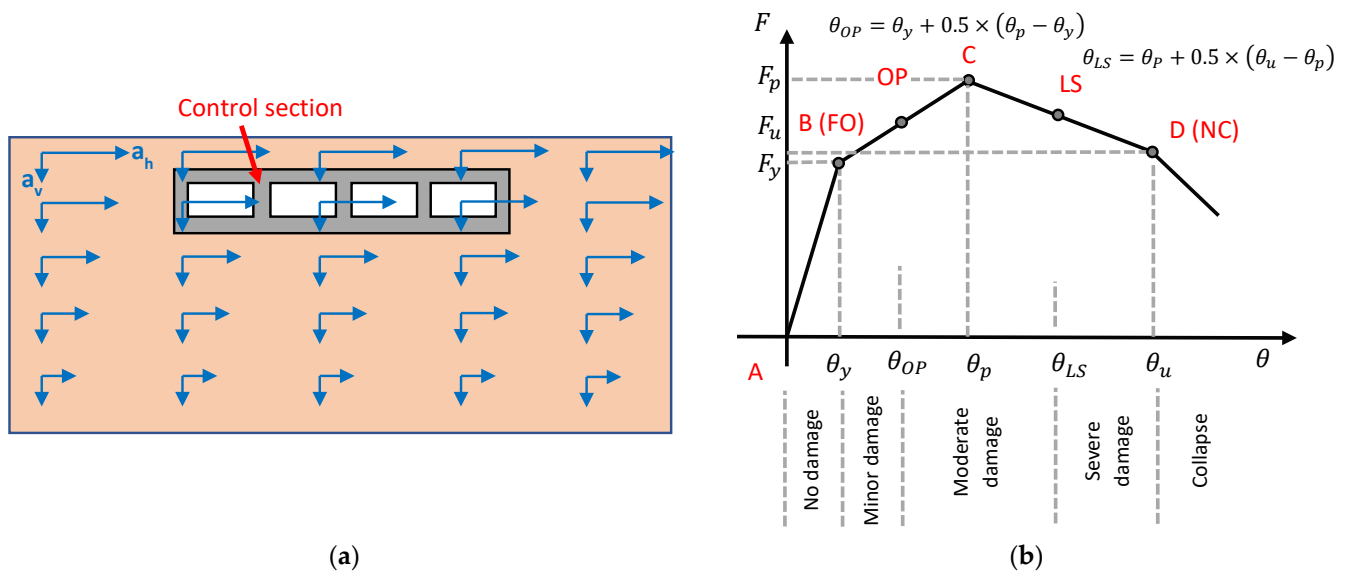 Control section
a_h
a_v
(a)
F
θ_OP = θ_y + 0.5 × (θ_p − θ_y)
C
θ_LS = θ_P + 0.5 × (θ_u − θ_p)
F_p
OP
LS
B (FO)
F_u
D (NC)
F_y
A
θ_y
θ_OP
θ_p
θ_LS
θ_u
θ
No damage
Minor damage
Moderate
damage
Severe
damage
Collapse
(b)